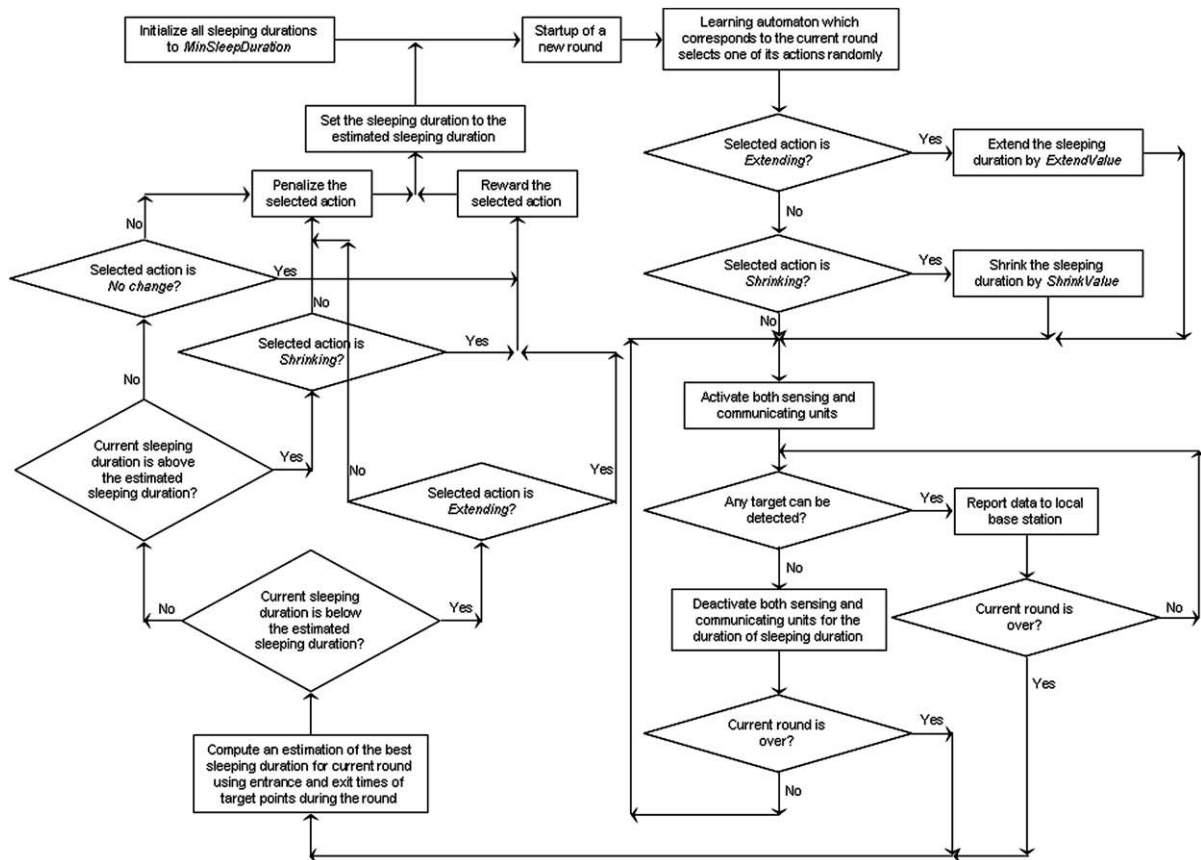 Initialize all sleeping durations
to MinSleepDuration
Startup of a
new round
Learning automaton which
corresponds to the current round
selects one of its actions randomly
Set the sleeping duration to the
estimated sleeping duration
Selected action is
Extending?
Yes
Extend the sleeping
duration by ExtendValue
No
Penalize the
selected action
Reward the
selected action
No
Selected action is
No change?
Yes
Selected action is
Shrinking?
Yes
Shrink the sleeping
duration by ShrinkValue
No
No
Selected action is
Shrinking?
Yes
No
Activate both sensing and
communicating units
Current sleeping
duration is above
the estimated
sleeping duration?
Yes
No
Selected action is
Extending?
Yes
Any target can be
detected?
Yes
Report data to local
base station
No
Current sleeping
duration is below
the estimated
sleeping duration?
No
Yes
Deactivate both sensing and
communicating units for the
duration of sleeping duration
Current round is
over?
No
Yes
Current round is
over?
Yes
No
Compute an estimation of the best
sleeping duration for current round
using entrance and exit times of
target points during the round